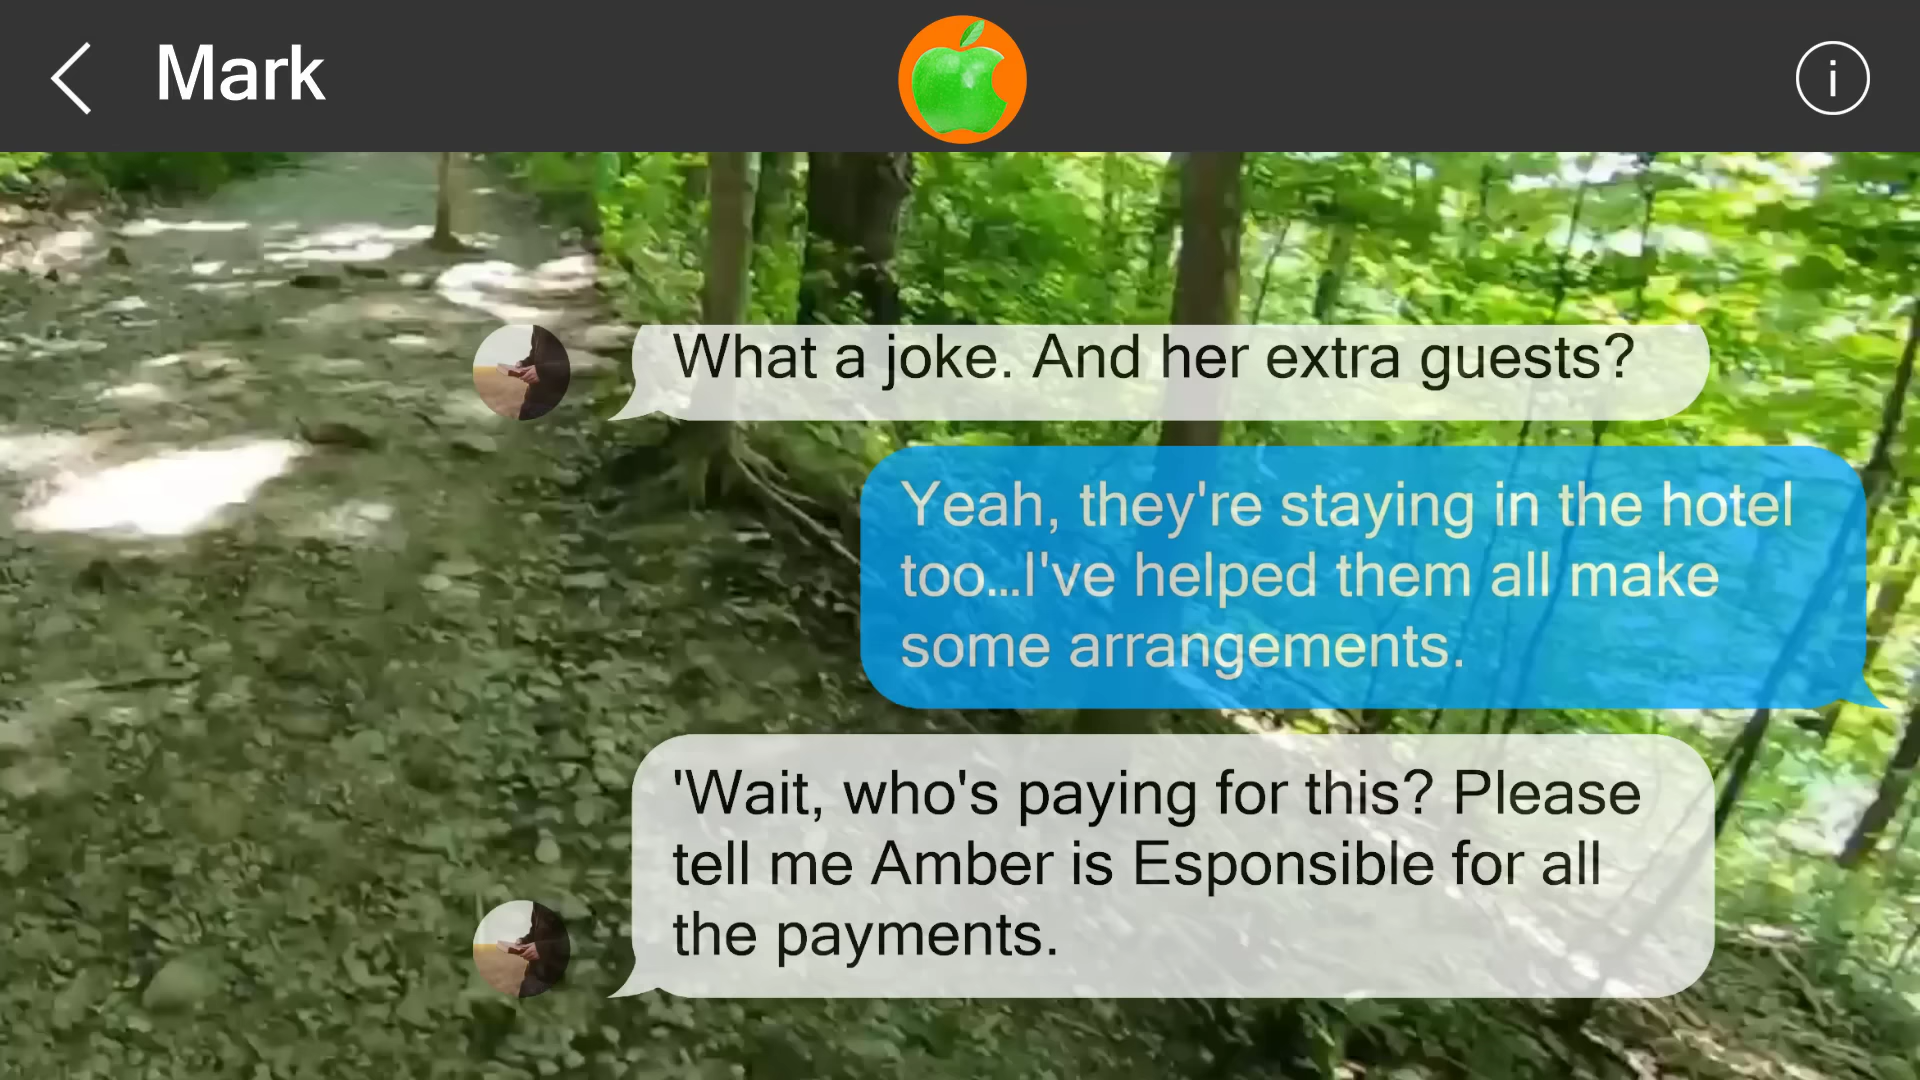 Mark
i
What a joke. And her extra guests?
Yeah, they're staying in the hotel
too...I've helped them all make
some arrangements.
'Wait, who's paying for this? Please
tell me Amber is Esponsible for all
the payments.